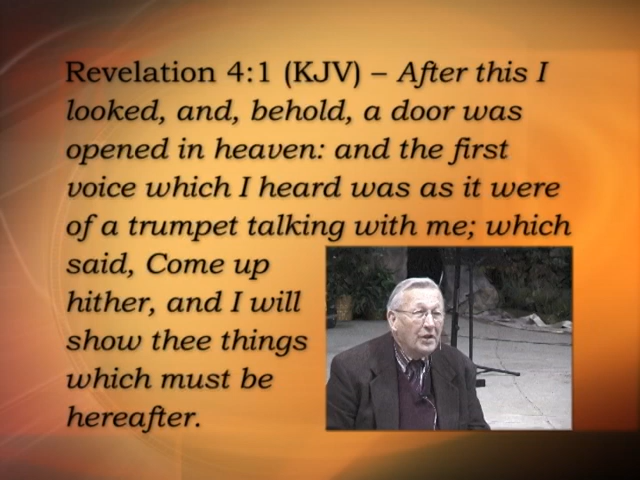 Revelation 4:1 (KJV) – After this I
looked, and, behold, a door was
opened in heaven: and the first
voice which I heard was as it were
of a trumpet talking with me; which
said, Come up
hither, and I will
show thee things
which must be
hereafter.